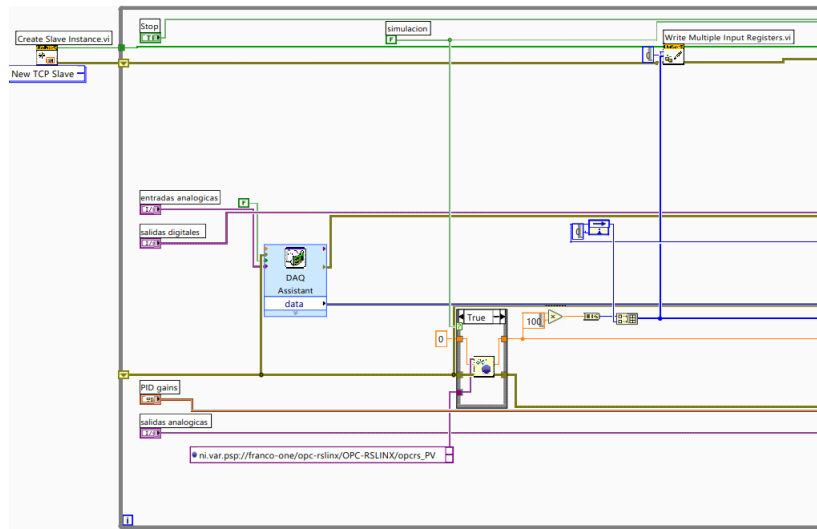 Stop
simulacion
Create Slave Instance.vi
Write Multiple Input Registers.vi
New TCP Slave
F
TF
F
entradas analogicas
salidas digitales
DAQ
Assistant
data
True
100
0
PID gains
salidas analogicas
ni.var.psp://franco-one/opc-rslinx/OPC-RSLINX/opcrs_PV
i